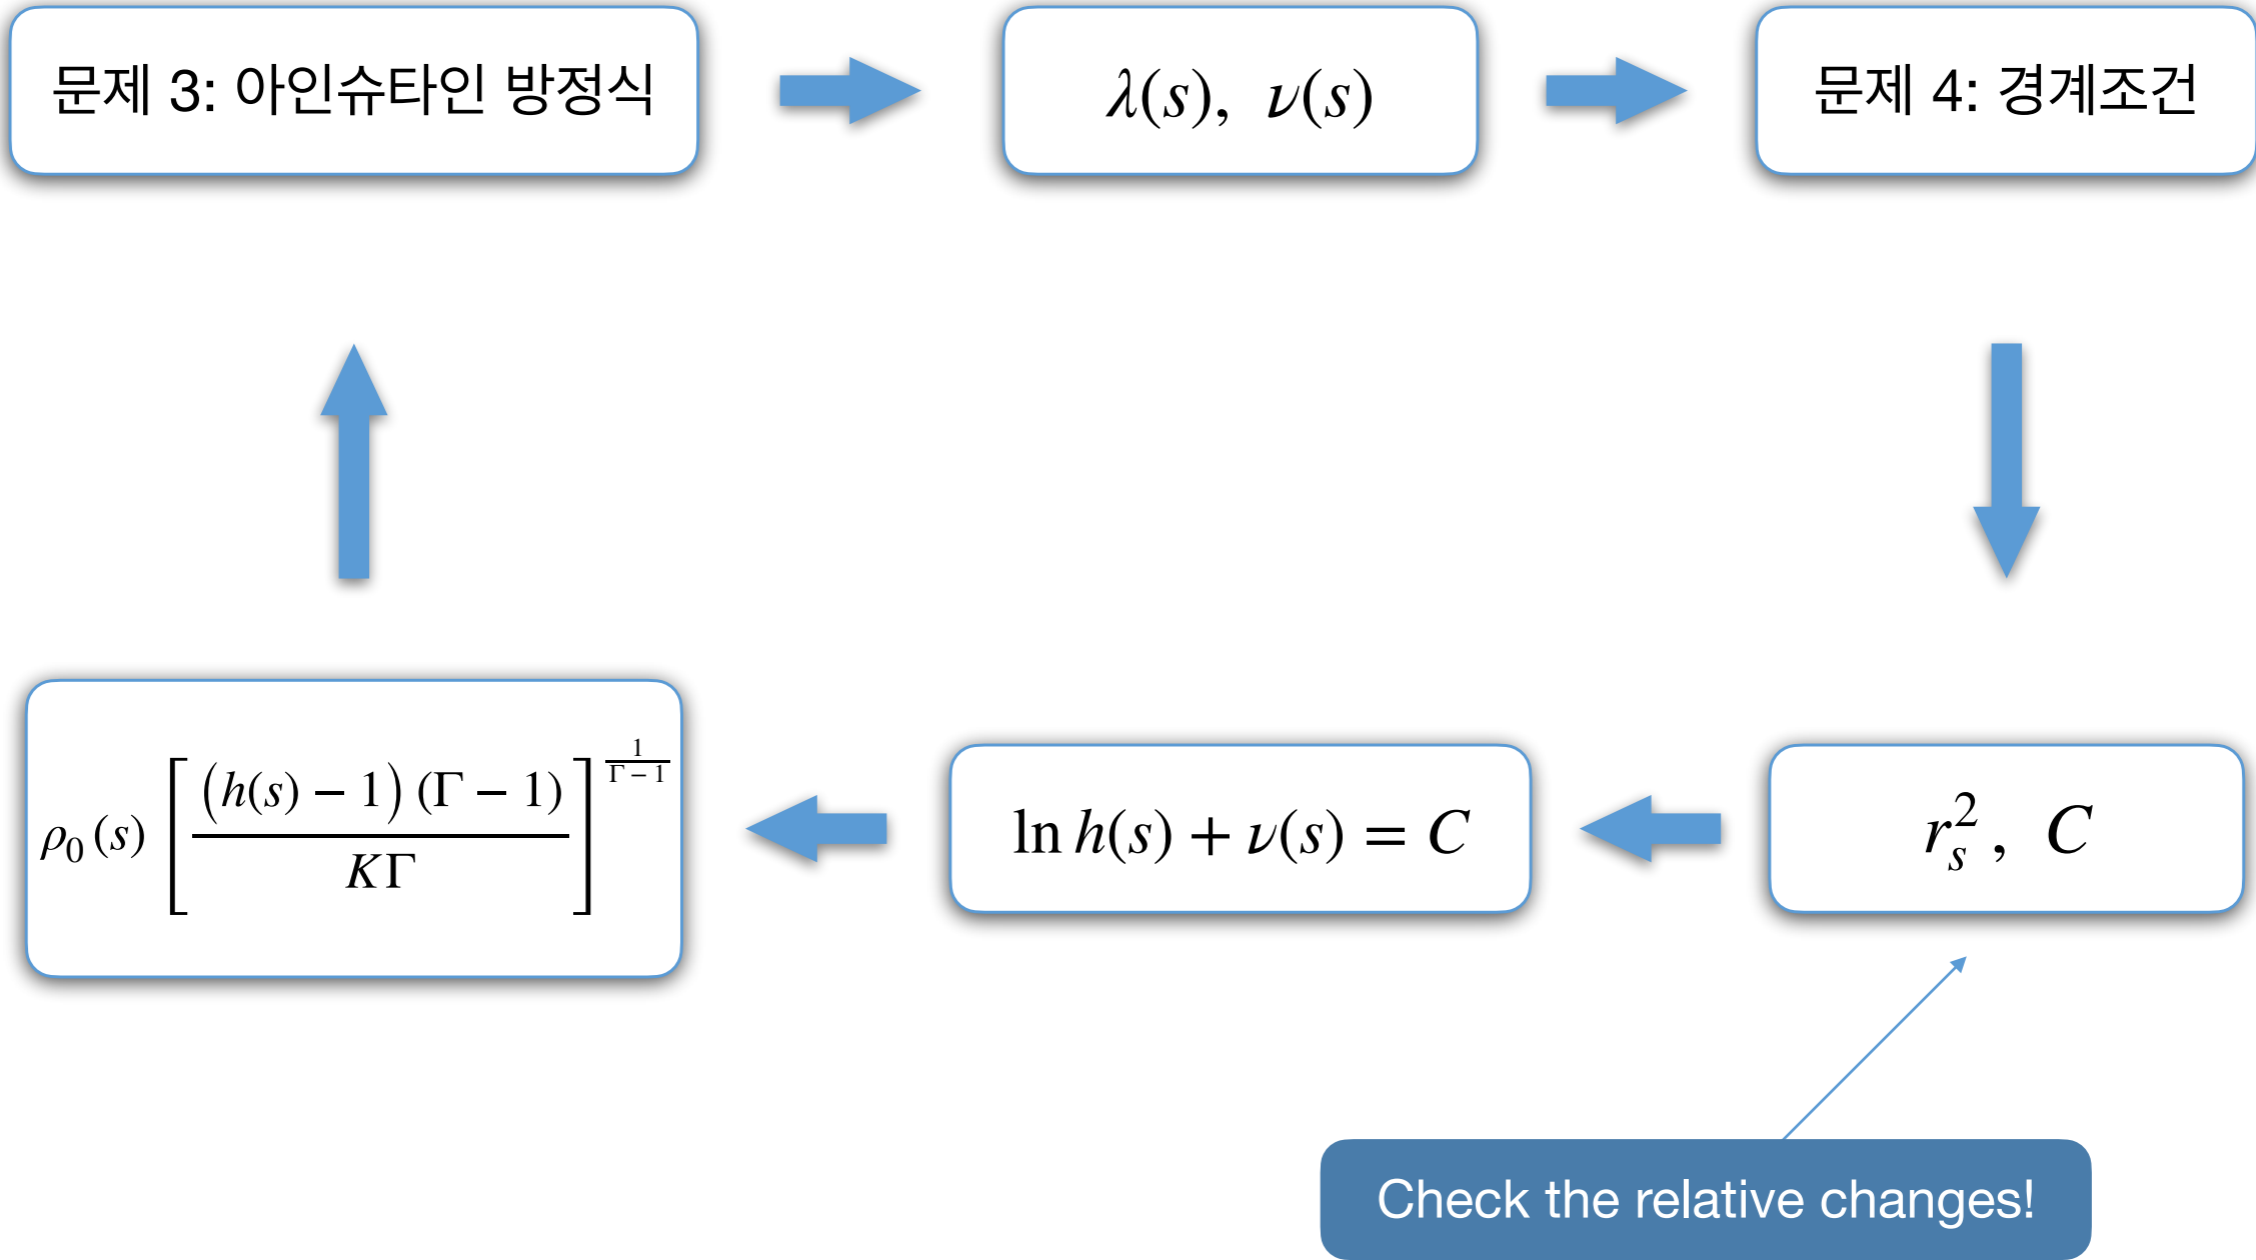 문제 3: 아인슈타인 방정식
λ(s), ν(s)
문제 4: 경계조건
ρ₀(s) [ (h(s) − 1) (Γ − 1) / KΓ ]^(1/(Γ − 1))
ln h(s) + ν(s) = C
r_s^2, C
Check the relative changes!